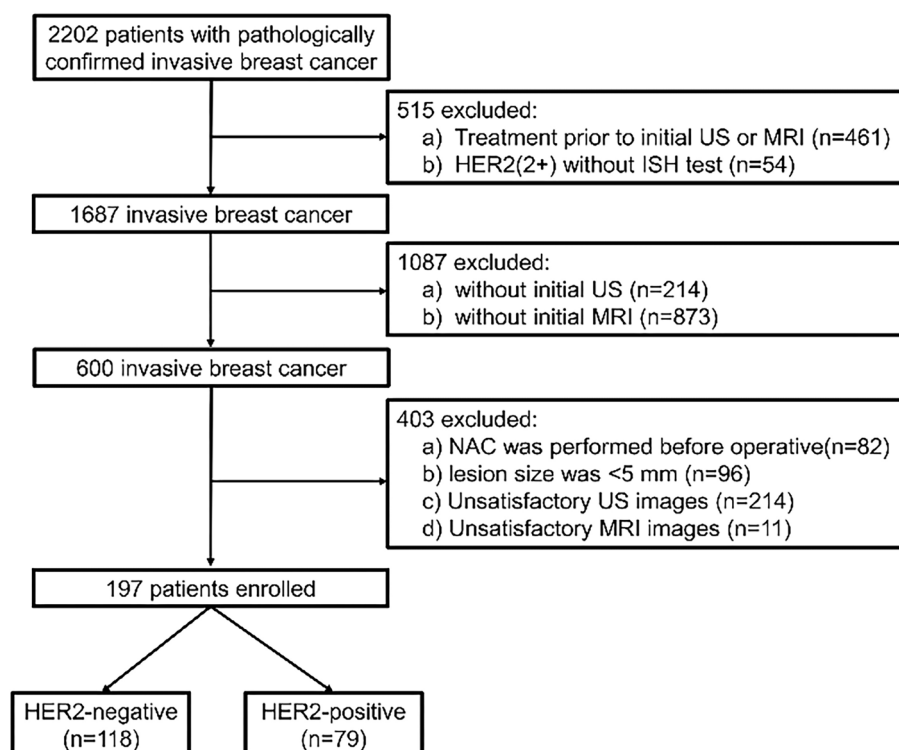 2202 patients with pathologically
confirmed invasive breast cancer
515 excluded:
a) Treatment prior to initial US or MRI (n=461)
b) HER2(2+) without ISH test (n=54)
1687 invasive breast cancer
1087 excluded:
a) without initial US (n=214)
b) without initial MRI (n=873)
600 invasive breast cancer
403 excluded:
a) NAC was performed before operative(n=82)
b) lesion size was <5 mm (n=96)
c) Unsatisfactory US images (n=214)
d) Unsatisfactory MRI images (n=11)
197 patients enrolled
HER2-negative
(n=118)
HER2-positive
(n=79)